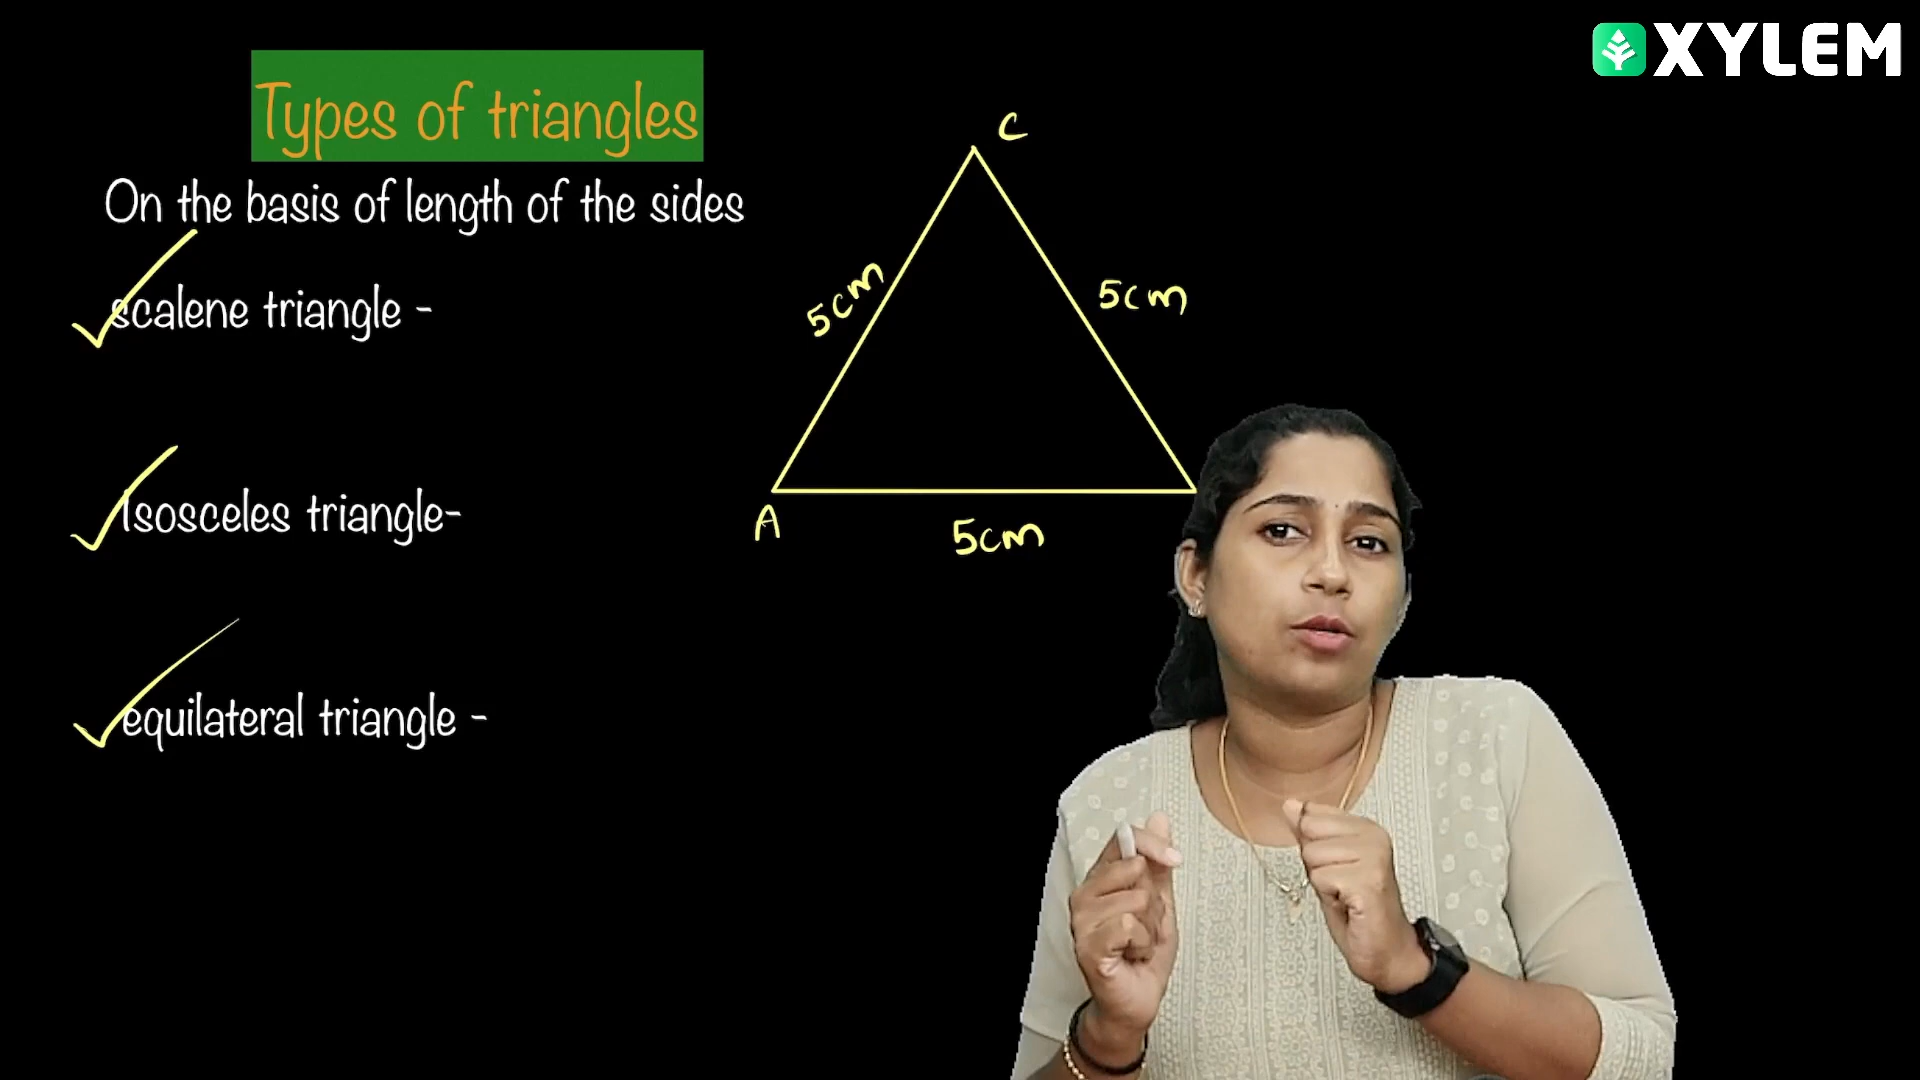 XYLEM
Types of triangles
On the basis of length of the sides
scalene triangle -
Isosceles triangle-
equilateral triangle -
C
5cm
5cm
A
5cm